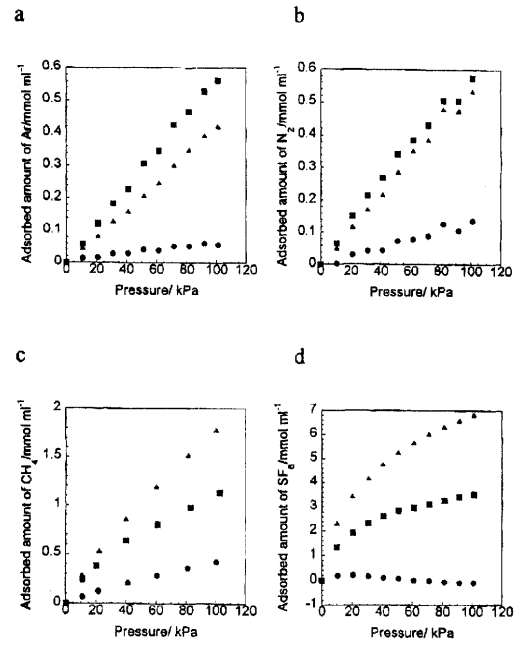 a
Adsorbed amount of Ar/mmol ml⁻¹
0.6
0.5
0.4
0.3
0.2
0.1
0
0 20 40 60 80 100 120
Pressure/ kPa
b
Adsorbed amount of N₂/mmol ml⁻¹
0.6
0.5
0.4
0.3
0.2
0.1
0
0 20 40 60 80 100 120
Pressure/ kPa
c
Adsorbed amount of CH₄/mmol ml⁻¹
2
1.5
1
0.5
0
0 20 40 60 80 100 120
Pressure/ kPa
d
Adsorbed amount of SF₆/mmol ml⁻¹
7
6
5
4
3
2
1
0
-1
0 20 40 60 80 100 120
Pressure/ kPa